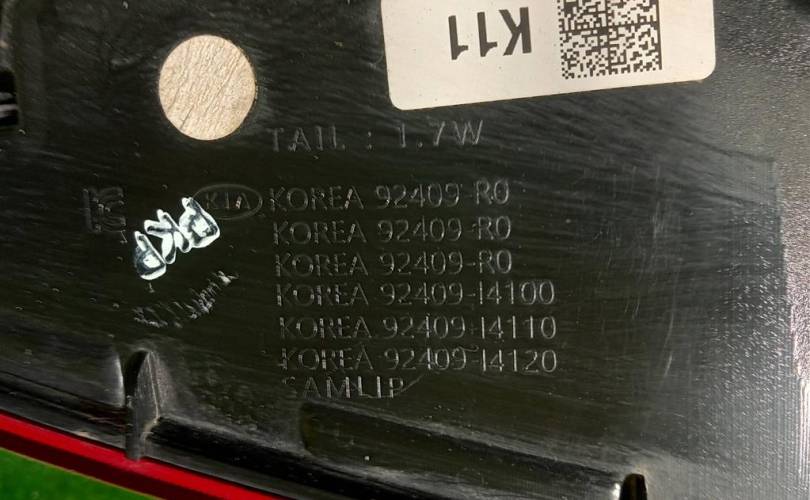 K11
TAIL : 1.7W
KIA KOREA 92409-R0
KOREA 92409-R0
KOREA 92409-R0
KOREA 92409-I4100
KOREA 92409-I4110
KOREA 92409-I4120
SAMLIP